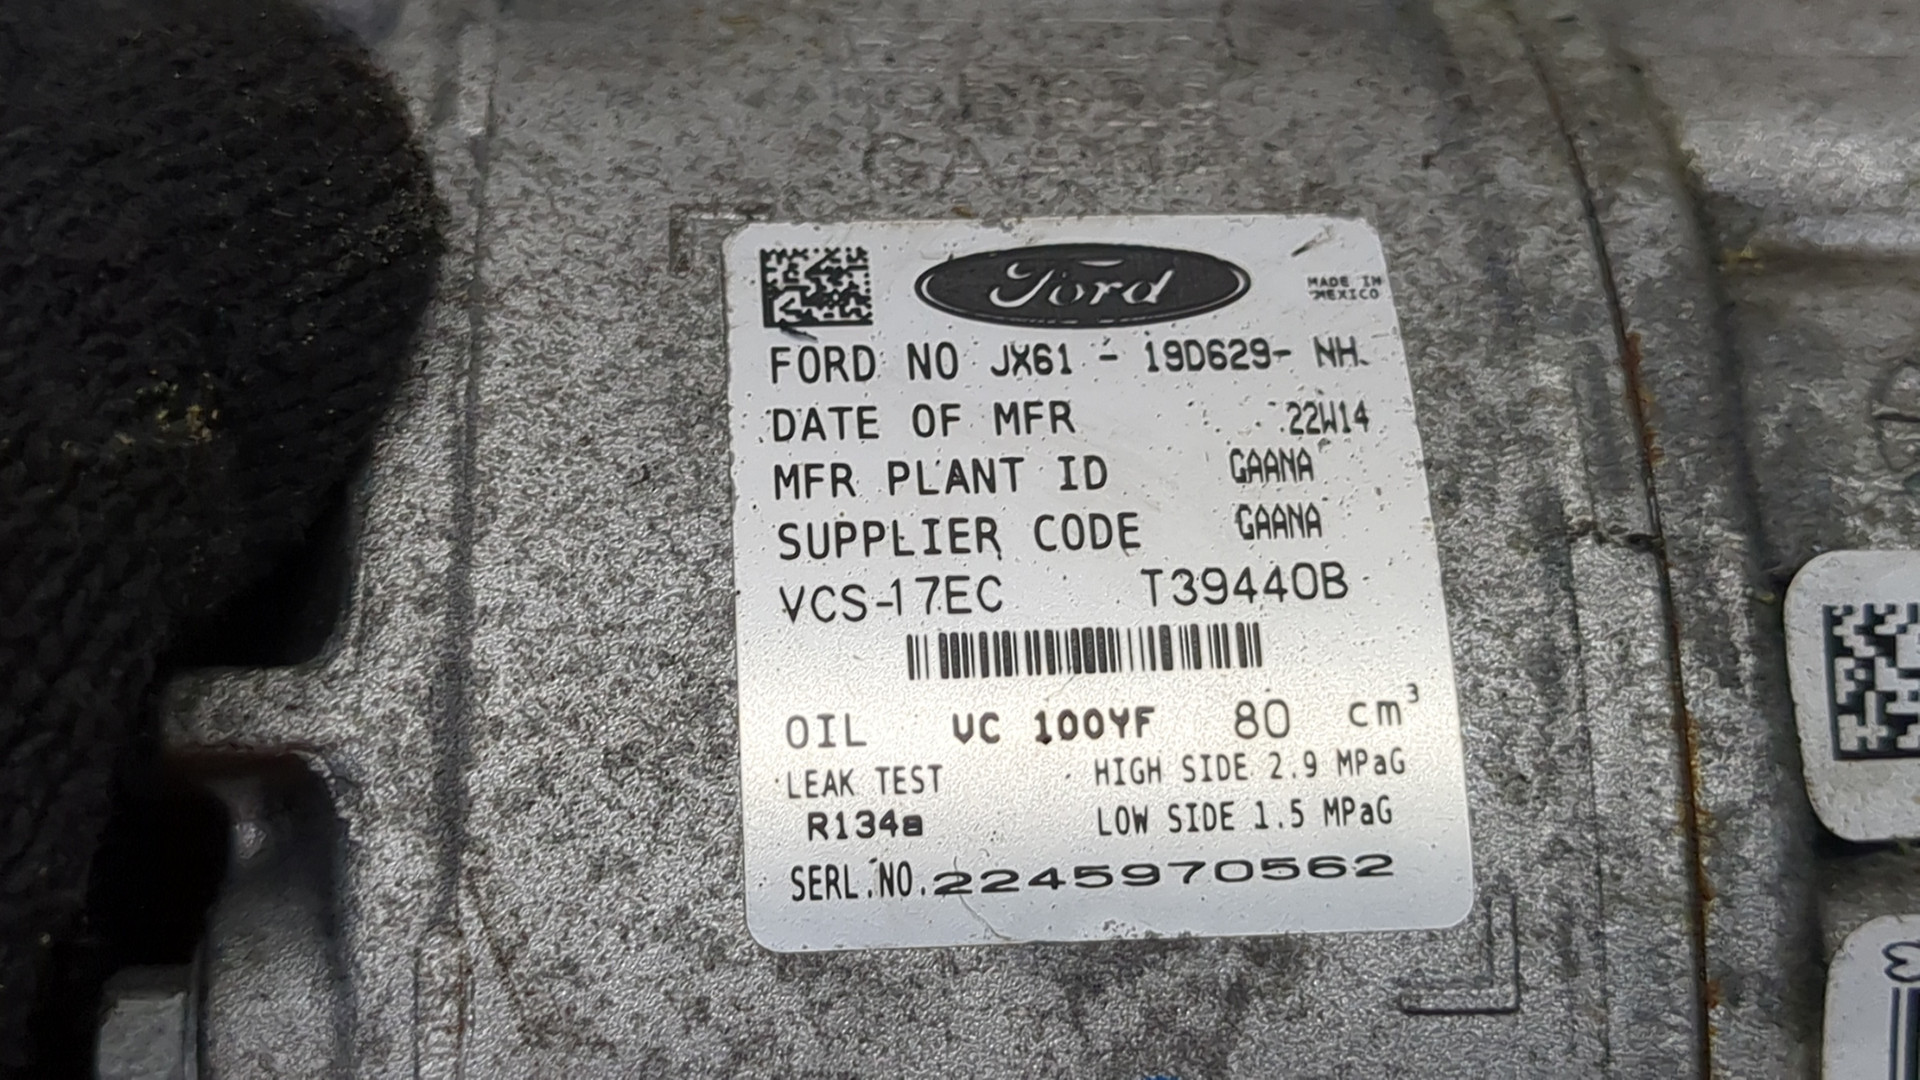 Ford
MADE IN
MEXICO
FORD NO JX61 - 19D629- NH
DATE OF MFR 22W14
MFR PLANT ID GAANA
SUPPLIER CODE GAANA
VCS-17EC T39440B
OIL VC 100YF 80 cm³
LEAK TEST HIGH SIDE 2.9 MPaG
R134a LOW SIDE 1.5 MPaG
SERL.NO. 2245970562